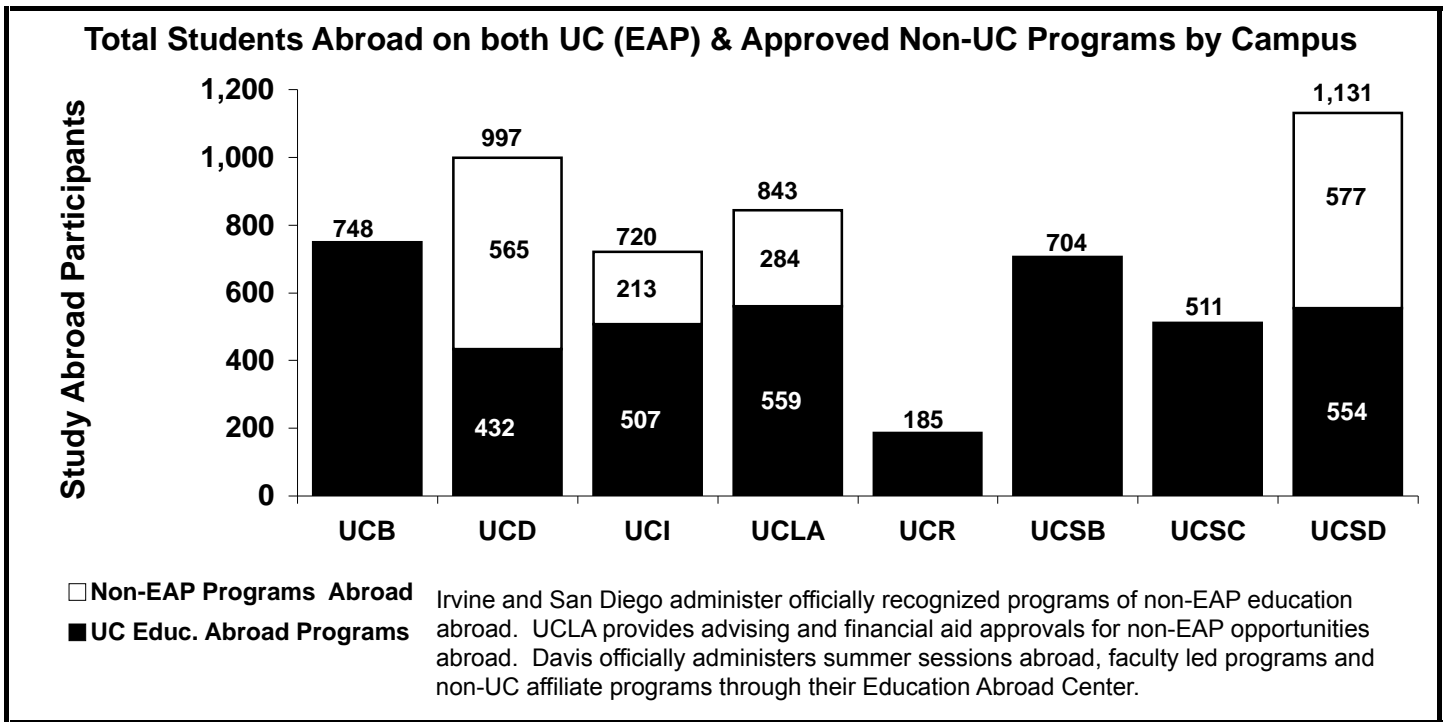 Total Students Abroad on both UC (EAP) & Approved Non-UC Programs by Campus
Study Abroad Participants
1,200
1,000
800
600
400
200
0
748
997
565
432
720
213
507
843
284
559
185
704
511
1,131
577
554
UCB UCD UCI UCLA UCR UCSB UCSC UCSD
Non-EAP Programs Abroad
UC Educ. Abroad Programs
Irvine and San Diego administer officially recognized programs of non-EAP education
abroad. UCLA provides advising and financial aid approvals for non-EAP opportunities
abroad. Davis officially administers summer sessions abroad, faculty led programs and
non-UC affiliate programs through their Education Abroad Center.